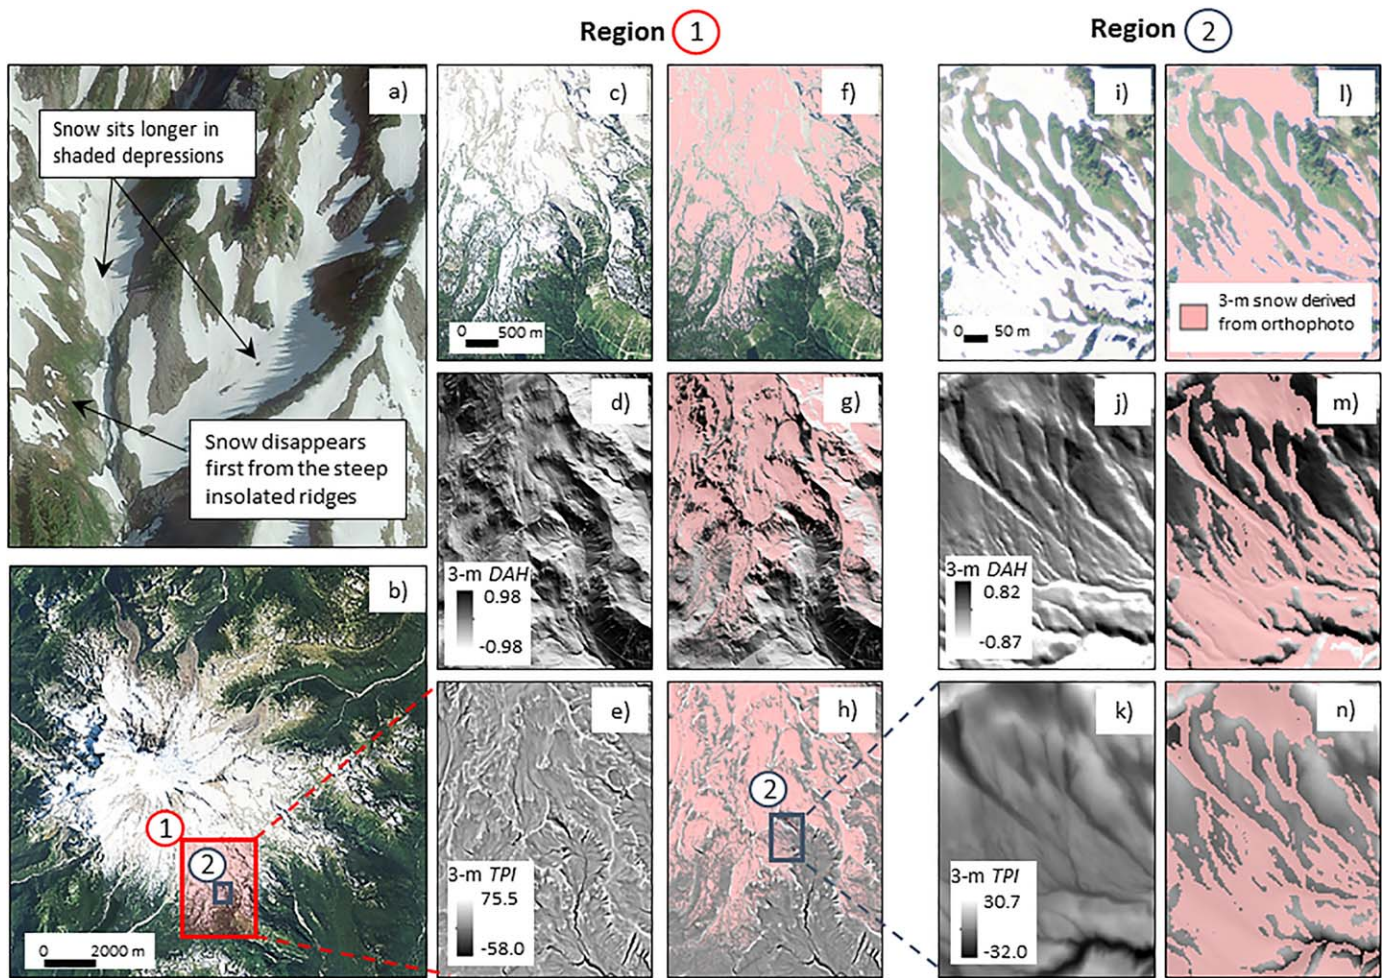 Region 1
Region 2
a)
Snow sits longer in
shaded depressions
Snow disappears
first from the steep
insolated ridges
b)
1
2
0 2000 m
c)
0 500 m
f)
d)
3-m DAH
0.98
-0.98
g)
e)
3-m TPI
75.5
-58.0
h)
2
i)
0 50 m
l)
3-m snow derived
from orthophoto
j)
3-m DAH
0.82
-0.87
m)
k)
3-m TPI
30.7
-32.0
n)